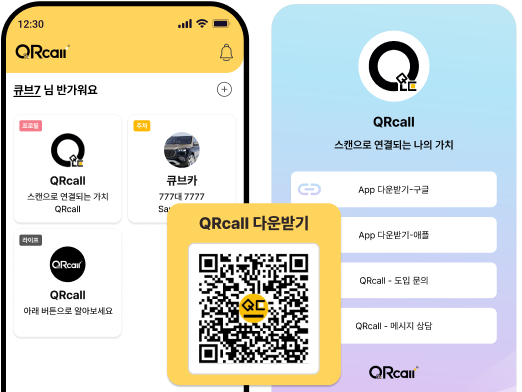 12:30
QRcall
큐브7 님 반가워요
프로필
QRcall
스캔으로 연결되는 가치
QRcall
주차
큐브카
777대 7777
라이프
QRcall
QRcall
아래 버튼으로 알아보세요
QRcall 다운받기
QRcall
스캔으로 연결되는 나의 가치
App 다운받기-구글
App 다운받기-애플
QRcall - 도입 문의
QRcall - 메시지 상담
QRcall